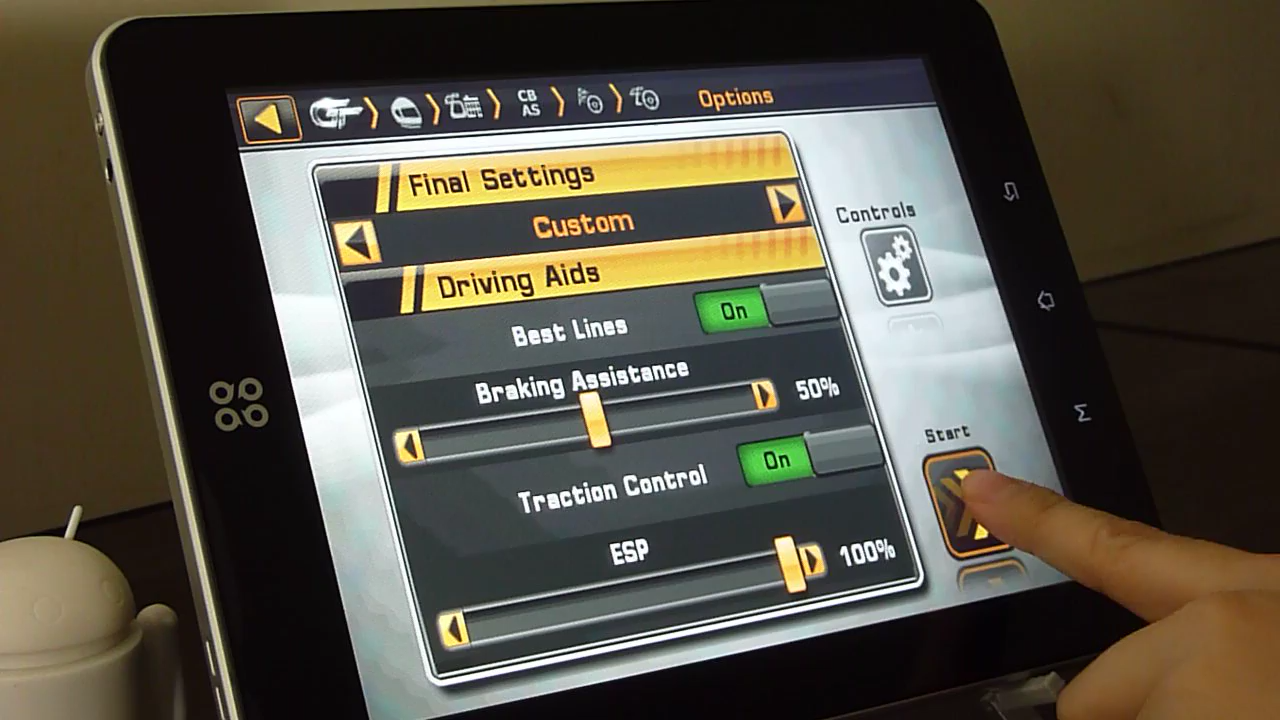 CB
AS
Options
Final Settings
Custom
Driving Aids
Best Lines
On
Braking Assistance
50%
Traction Control
On
ESP
100%
Controls
Start